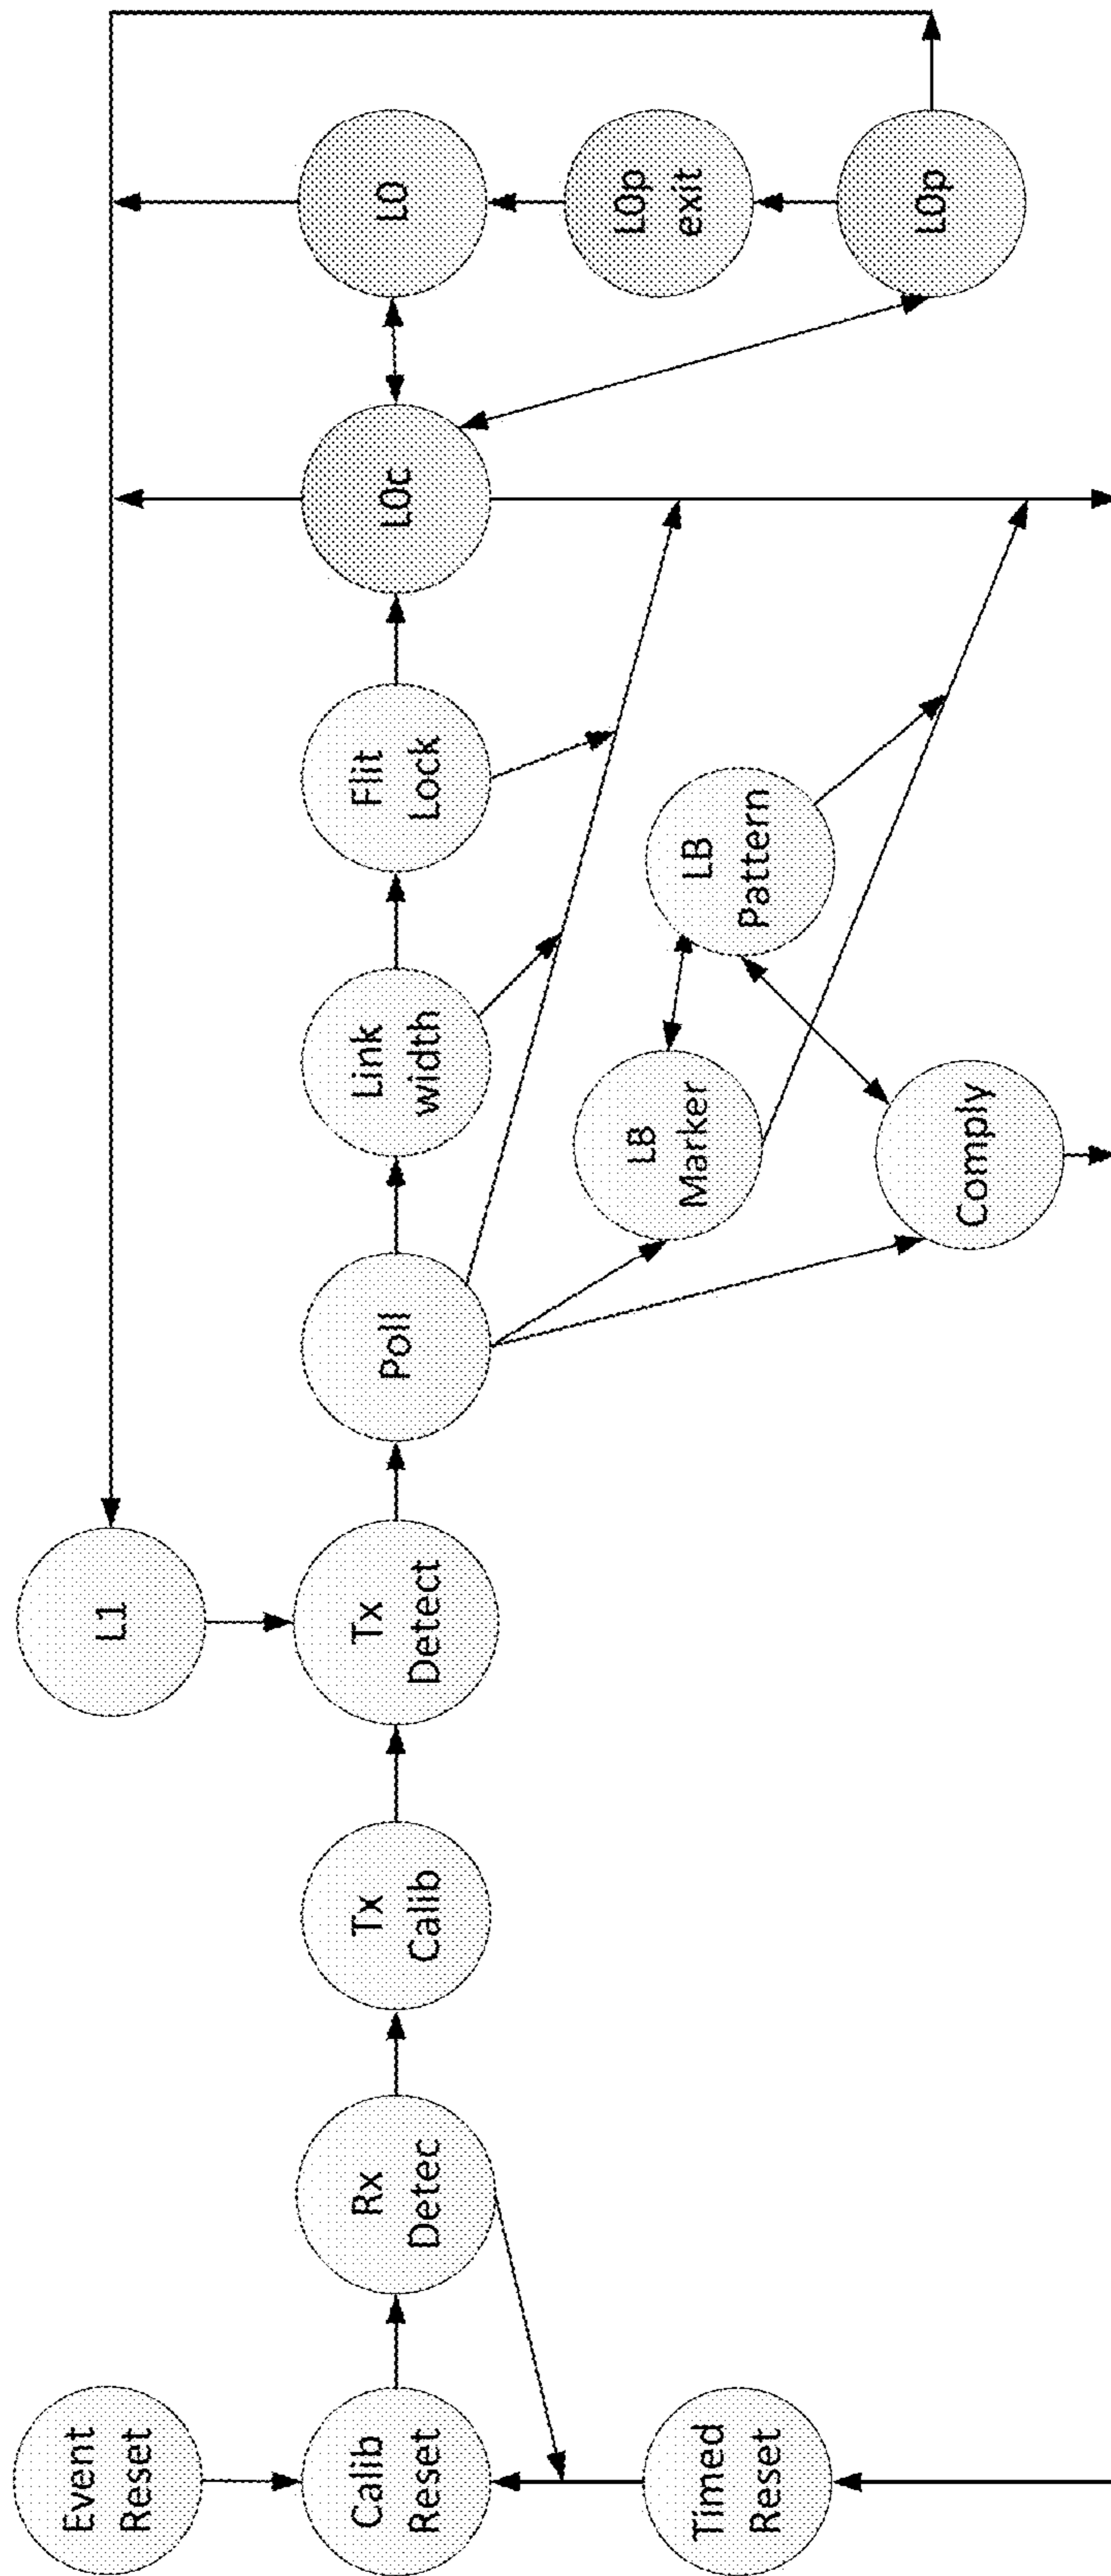 Event
Reset
Calib
Reset
Timed
Reset
Rx
Detec
Tx
Calib
L1
Tx
Detect
Poll
Link
width
LB
Marker
Comply
Flit
Lock
LB
Pattern
L0c
L0
L0p
exit
L0p